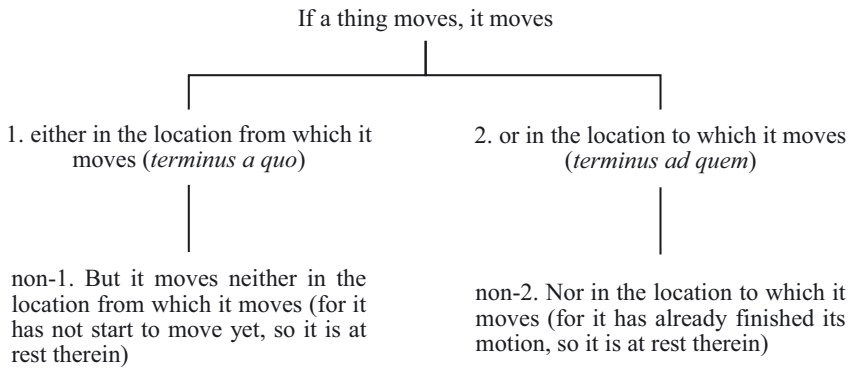 If a thing moves, it moves
1. either in the location from which it
moves (terminus a quo)
2. or in the location to which it moves
(terminus ad quem)
non-1. But it moves neither in the
location from which it moves (for it
has not start to move yet, so it is at
rest therein)
non-2. Nor in the location to which it
moves (for it has already finished its
motion, so it is at rest therein)